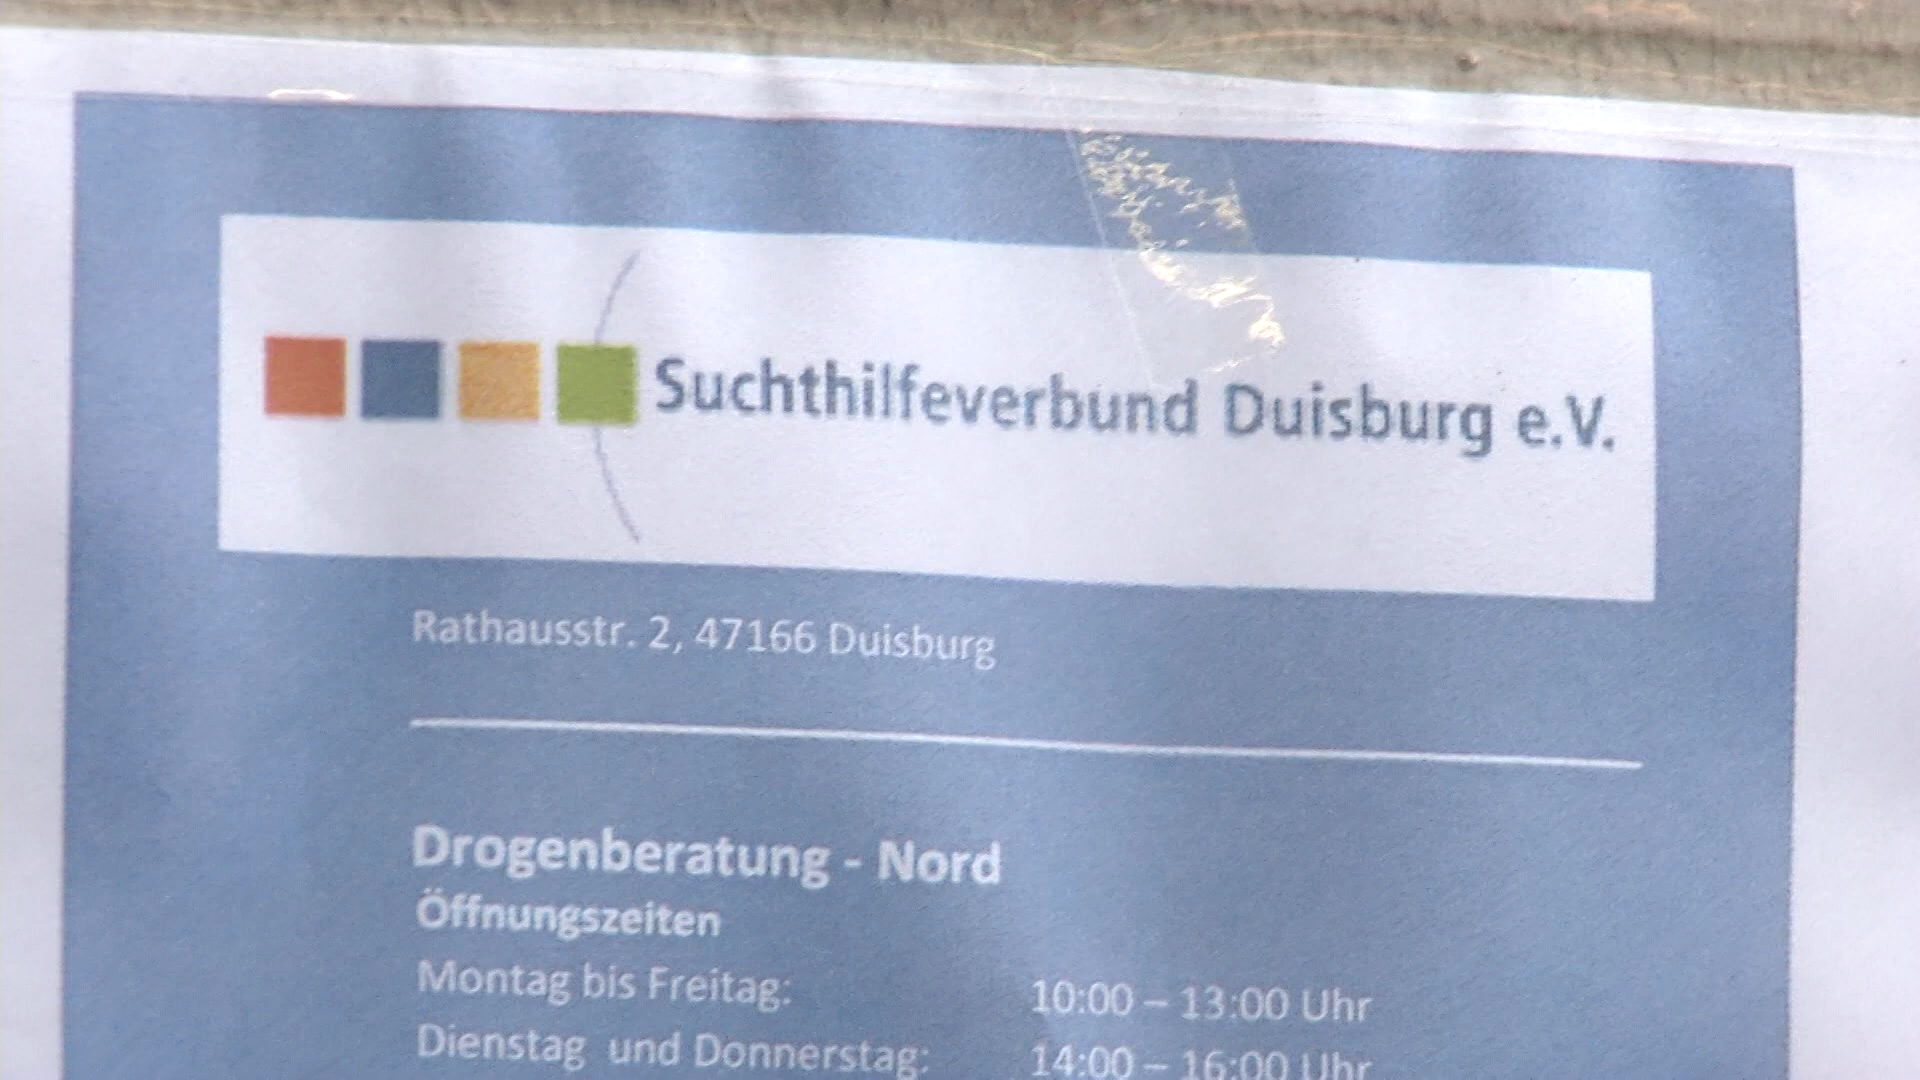 Suchthilfeverbund Duisburg e.V.
Rathausstr. 2, 47166 Duisburg
Drogenberatung - Nord
Öffnungszeiten
Montag bis Freitag: 10:00 – 13:00 Uhr
Dienstag und Donnerstag: 14:00 – 16:00 Uhr